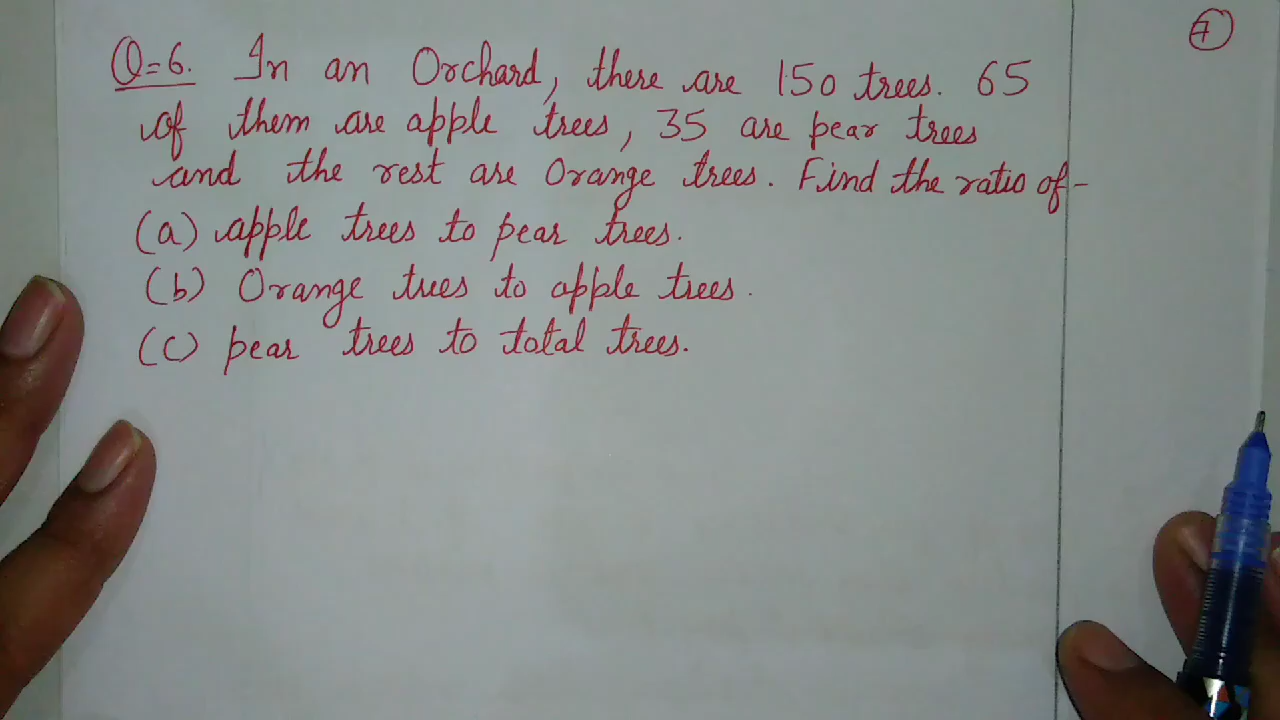 7
Q=6. In an Orchard, there are 150 trees. 65
of them are apple trees, 35 are pear trees
and the rest are Orange trees. Find the ratio of-
(a) apple trees to pear trees.
(b) Orange trees to apple trees.
(c) pear trees to total trees.